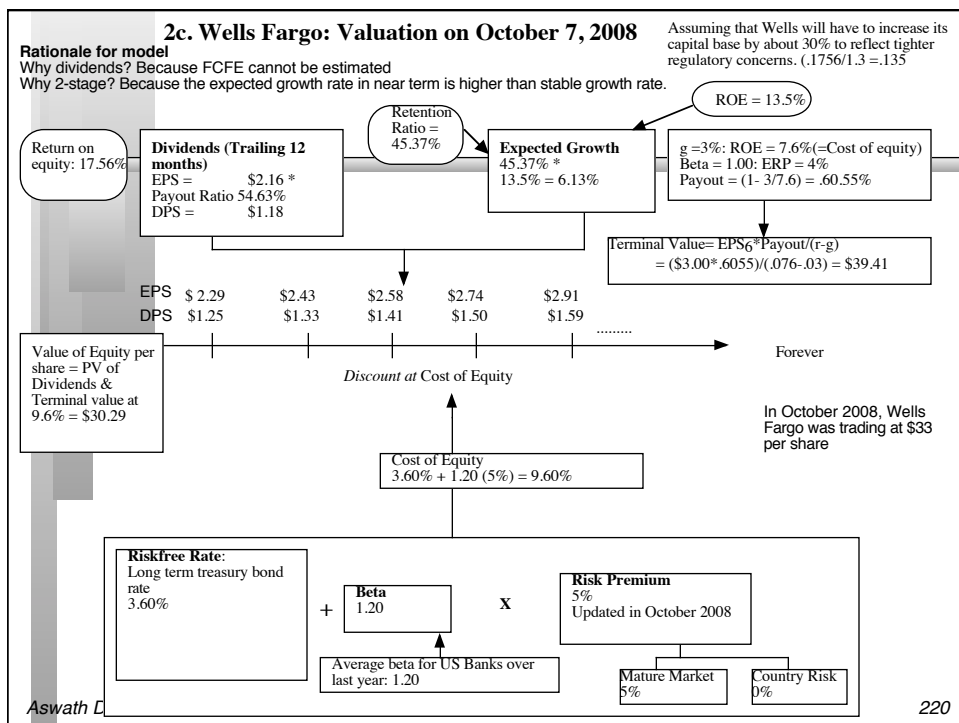 2c. Wells Fargo: Valuation on October 7, 2008
Assuming that Wells will have to increase its
capital base by about 30% to reflect tighter
regulatory concerns. (.1756/1.3 =.135
Rationale for model
Why dividends? Because FCFE cannot be estimated
Why 2-stage? Because the expected growth rate in near term is higher than stable growth rate.
ROE = 13.5%
Retention
Ratio =
45.37%
Return on
equity: 17.56%
Dividends (Trailing 12
months)
EPS = $2.16 *
Payout Ratio 54.63%
DPS = $1.18
Expected Growth
45.37% *
13.5% = 6.13%
g =3%: ROE = 7.6%(=Cost of equity)
Beta = 1.00: ERP = 4%
Payout = (1- 3/7.6) = .60.55%
Terminal Value= EPS6*Payout/(r-g)
= ($3.00*.6055)/(.076-.03) = $39.41
EPS $ 2.29 $2.43 $2.58 $2.74 $2.91
DPS $1.25 $1.33 $1.41 $1.50 $1.59
.........
Forever
Value of Equity per
share = PV of
Dividends &
Terminal value at
9.6% = $30.29
Discount at Cost of Equity
In October 2008, Wells
Fargo was trading at $33
per share
Cost of Equity
3.60% + 1.20 (5%) = 9.60%
Riskfree Rate:
Long term treasury bond
rate
3.60%
+
Beta
1.20
X
Risk Premium
5%
Updated in October 2008
Average beta for US Banks over
last year: 1.20
Mature Market
5%
Country Risk
0%
Aswath D
220